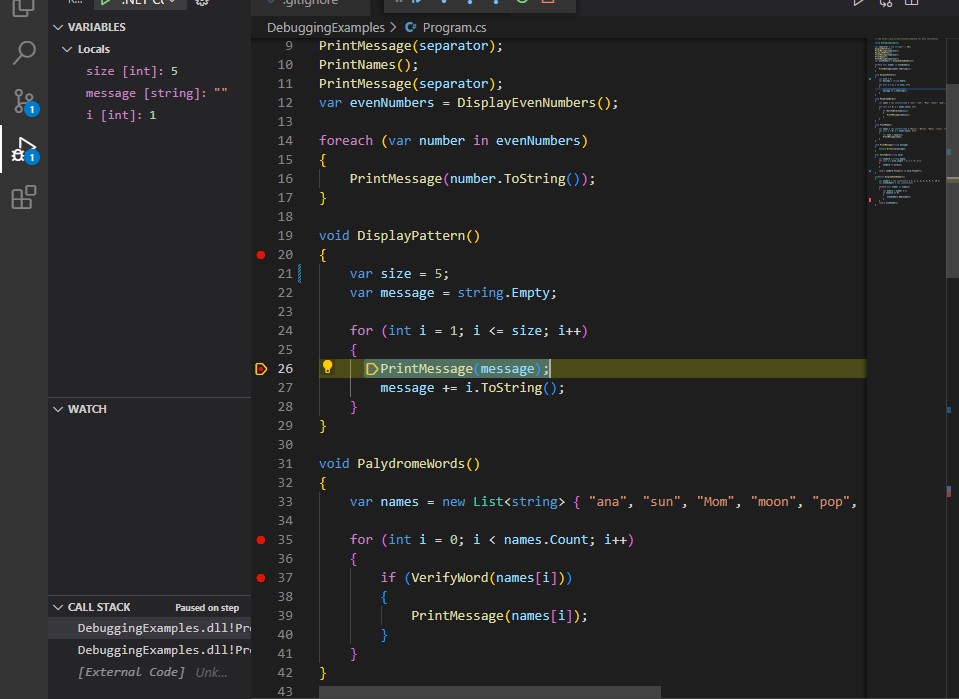 .gitignore
DebuggingExamples > Program.cs
VARIABLES
Locals
size [int]: 5
message [string]: ""
i [int]: 1
WATCH
CALL STACK Paused on step
DebuggingExamples.dll!Pr
DebuggingExamples.dll!Pr
[External Code] Unk...
1
1
9 PrintMessage(separator);
10 PrintNames();
11 PrintMessage(separator);
12 var evenNumbers = DisplayEvenNumbers();
13
14 foreach (var number in evenNumbers)
15 {
16 PrintMessage(number.ToString());
17 }
18
19 void DisplayPattern()
20 {
21 var size = 5;
22 var message = string.Empty;
23
24 for (int i = 1; i <= size; i++)
25 {
26 PrintMessage(message);
27 message += i.ToString();
28 }
29 }
30
31 void PalydromeWords()
32 {
33 var names = new List<string> { "ana", "sun", "Mom", "moon", "pop",
34
35 for (int i = 0; i < names.Count; i++)
36 {
37 if (VerifyWord(names[i]))
38 {
39 PrintMessage(names[i]);
40 }
41 }
42 }
43